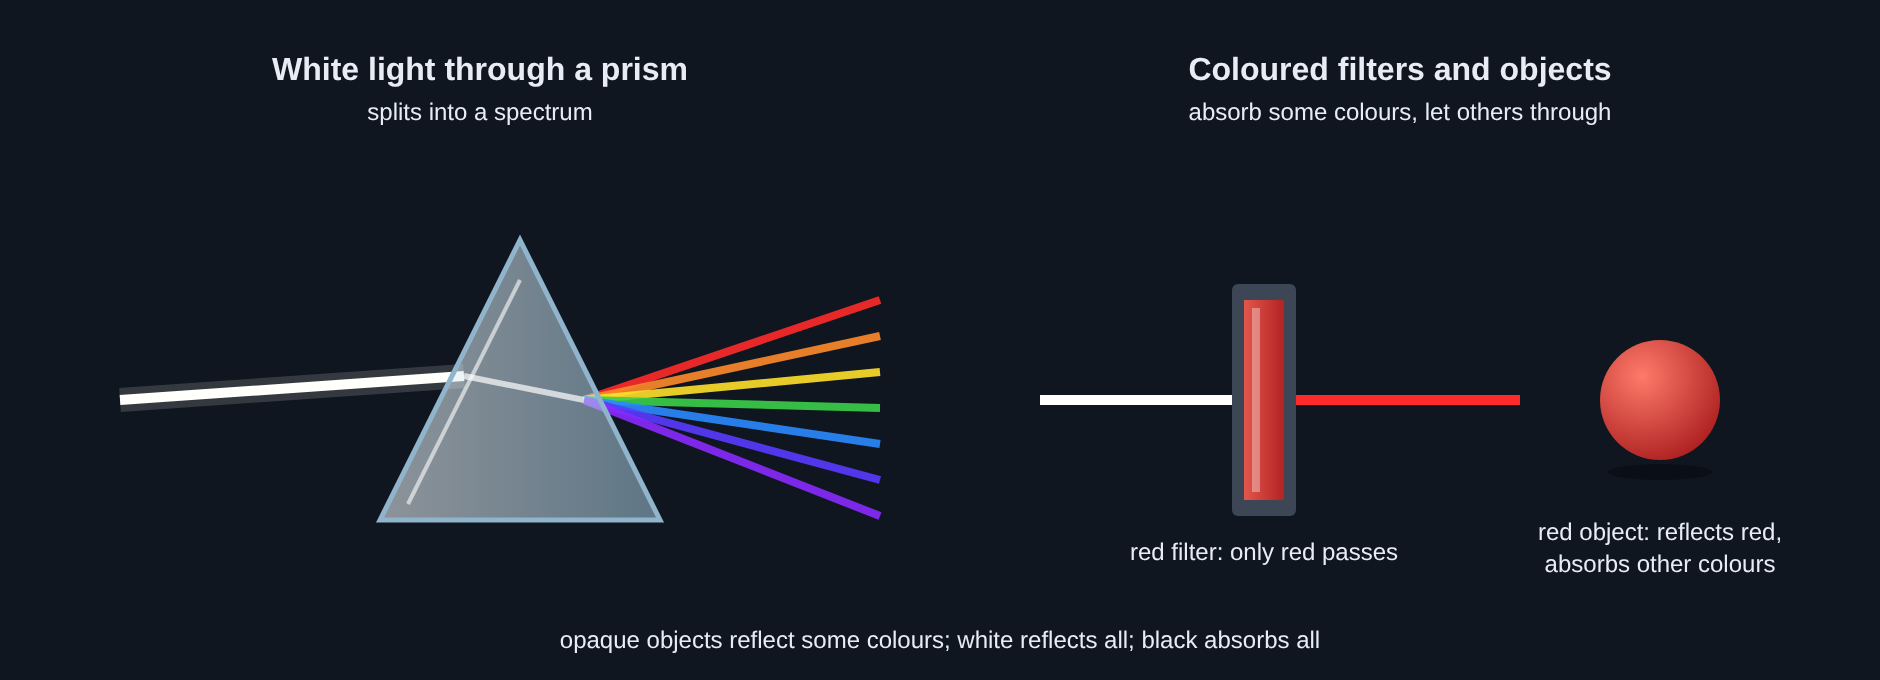 White light through a prism
splits into a spectrum
Coloured filters and objects
absorb some colours, let others through
red filter: only red passes
red object: reflects red,
absorbs other colours
opaque objects reflect some colours; white reflects all; black absorbs all